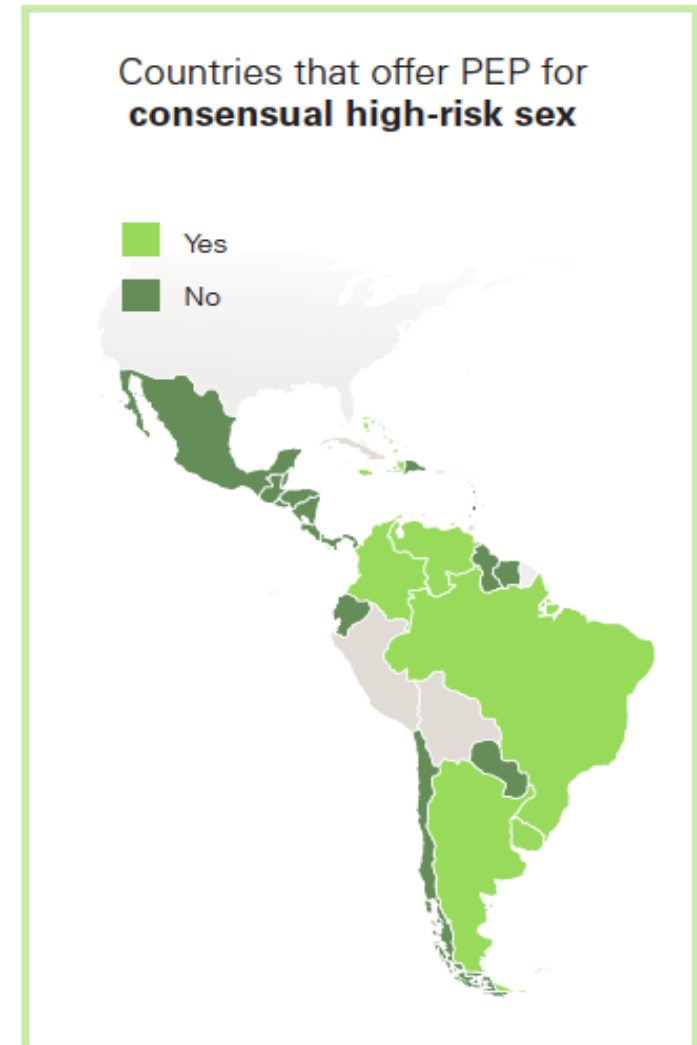 Countries that offer PEP for
consensual high-risk sex
Yes
No